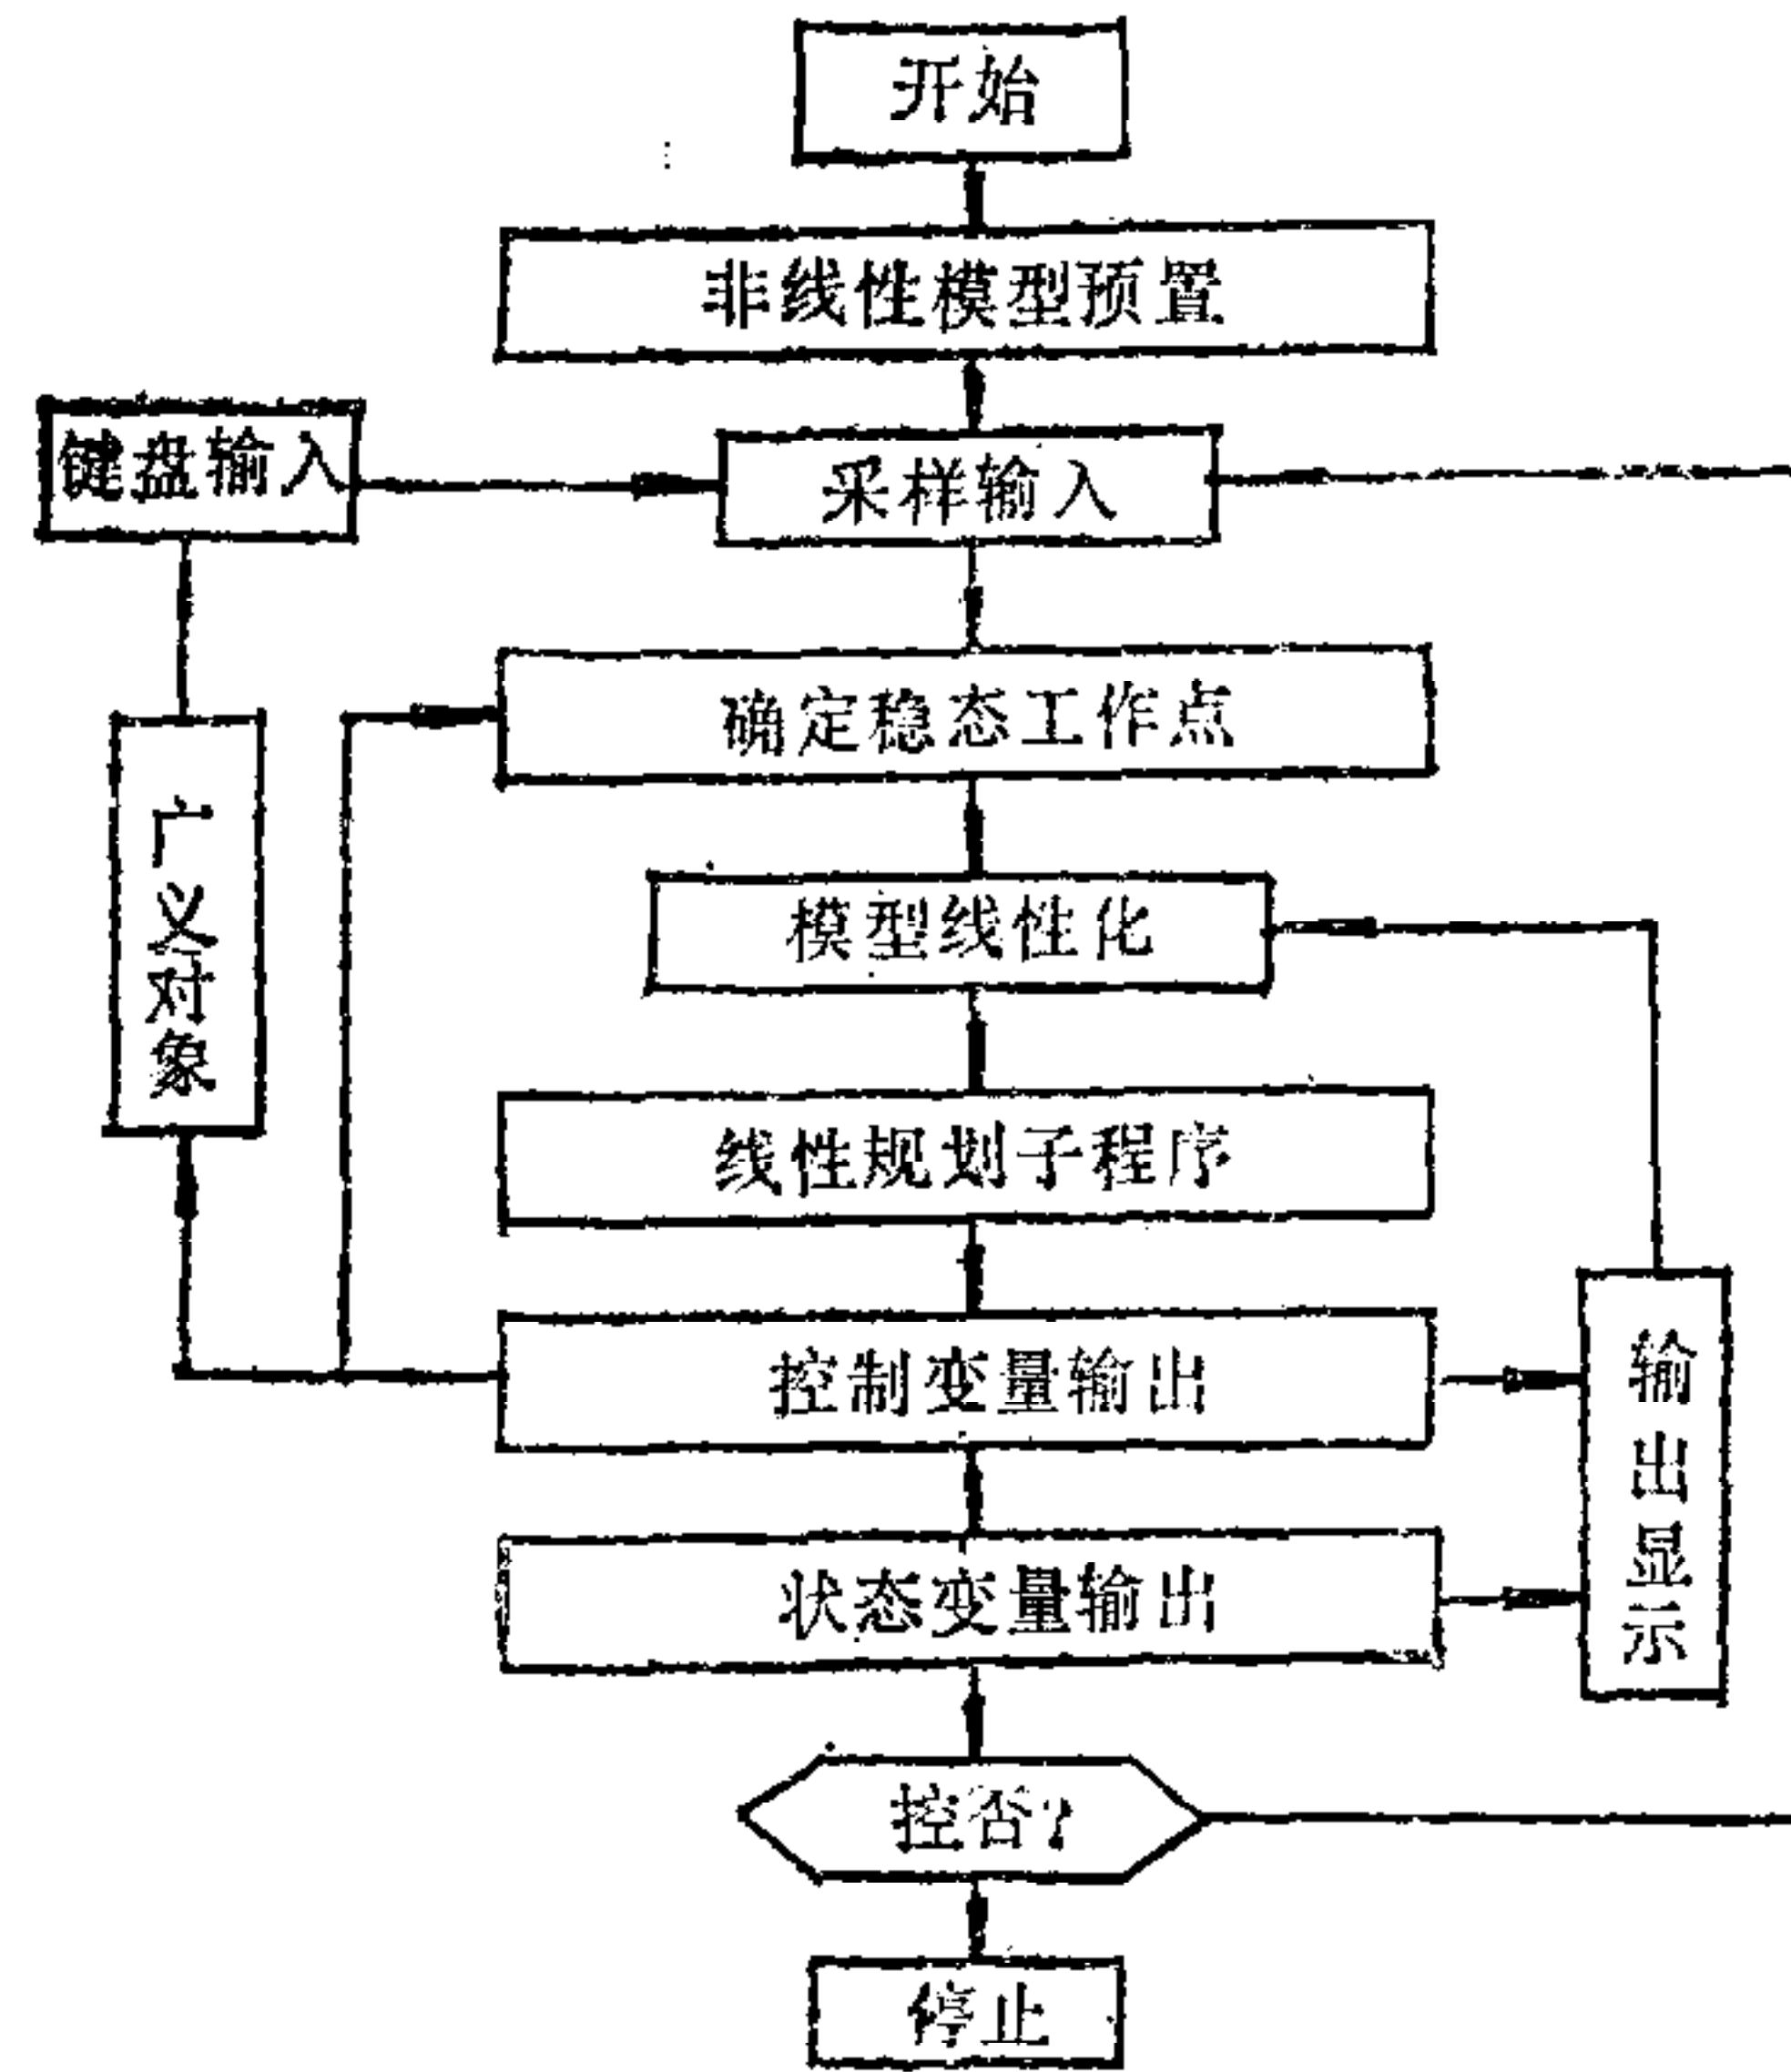 开始
非线性模型预置
键盘输入
采样输入
确定稳态工作点
广义对象
模型线性化
线性规划子程序
控制变量输出
输出显示
状态变量输出
控否?
停止